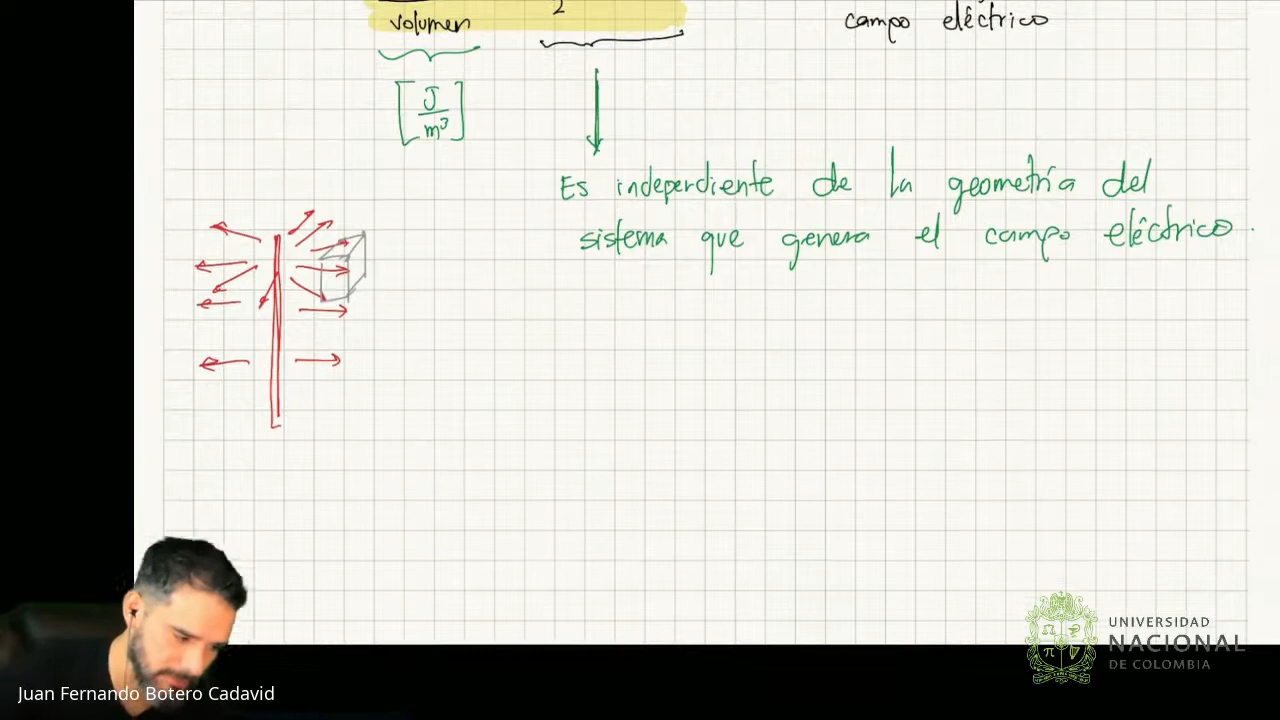 2
volumen
campo eléctrico
[J/m³]
Es independiente de la geometría del
sistema que genera el campo eléctrico.
UNIVERSIDAD
NACIONAL
DE COLOMBIA
Juan Fernando Botero Cadavid